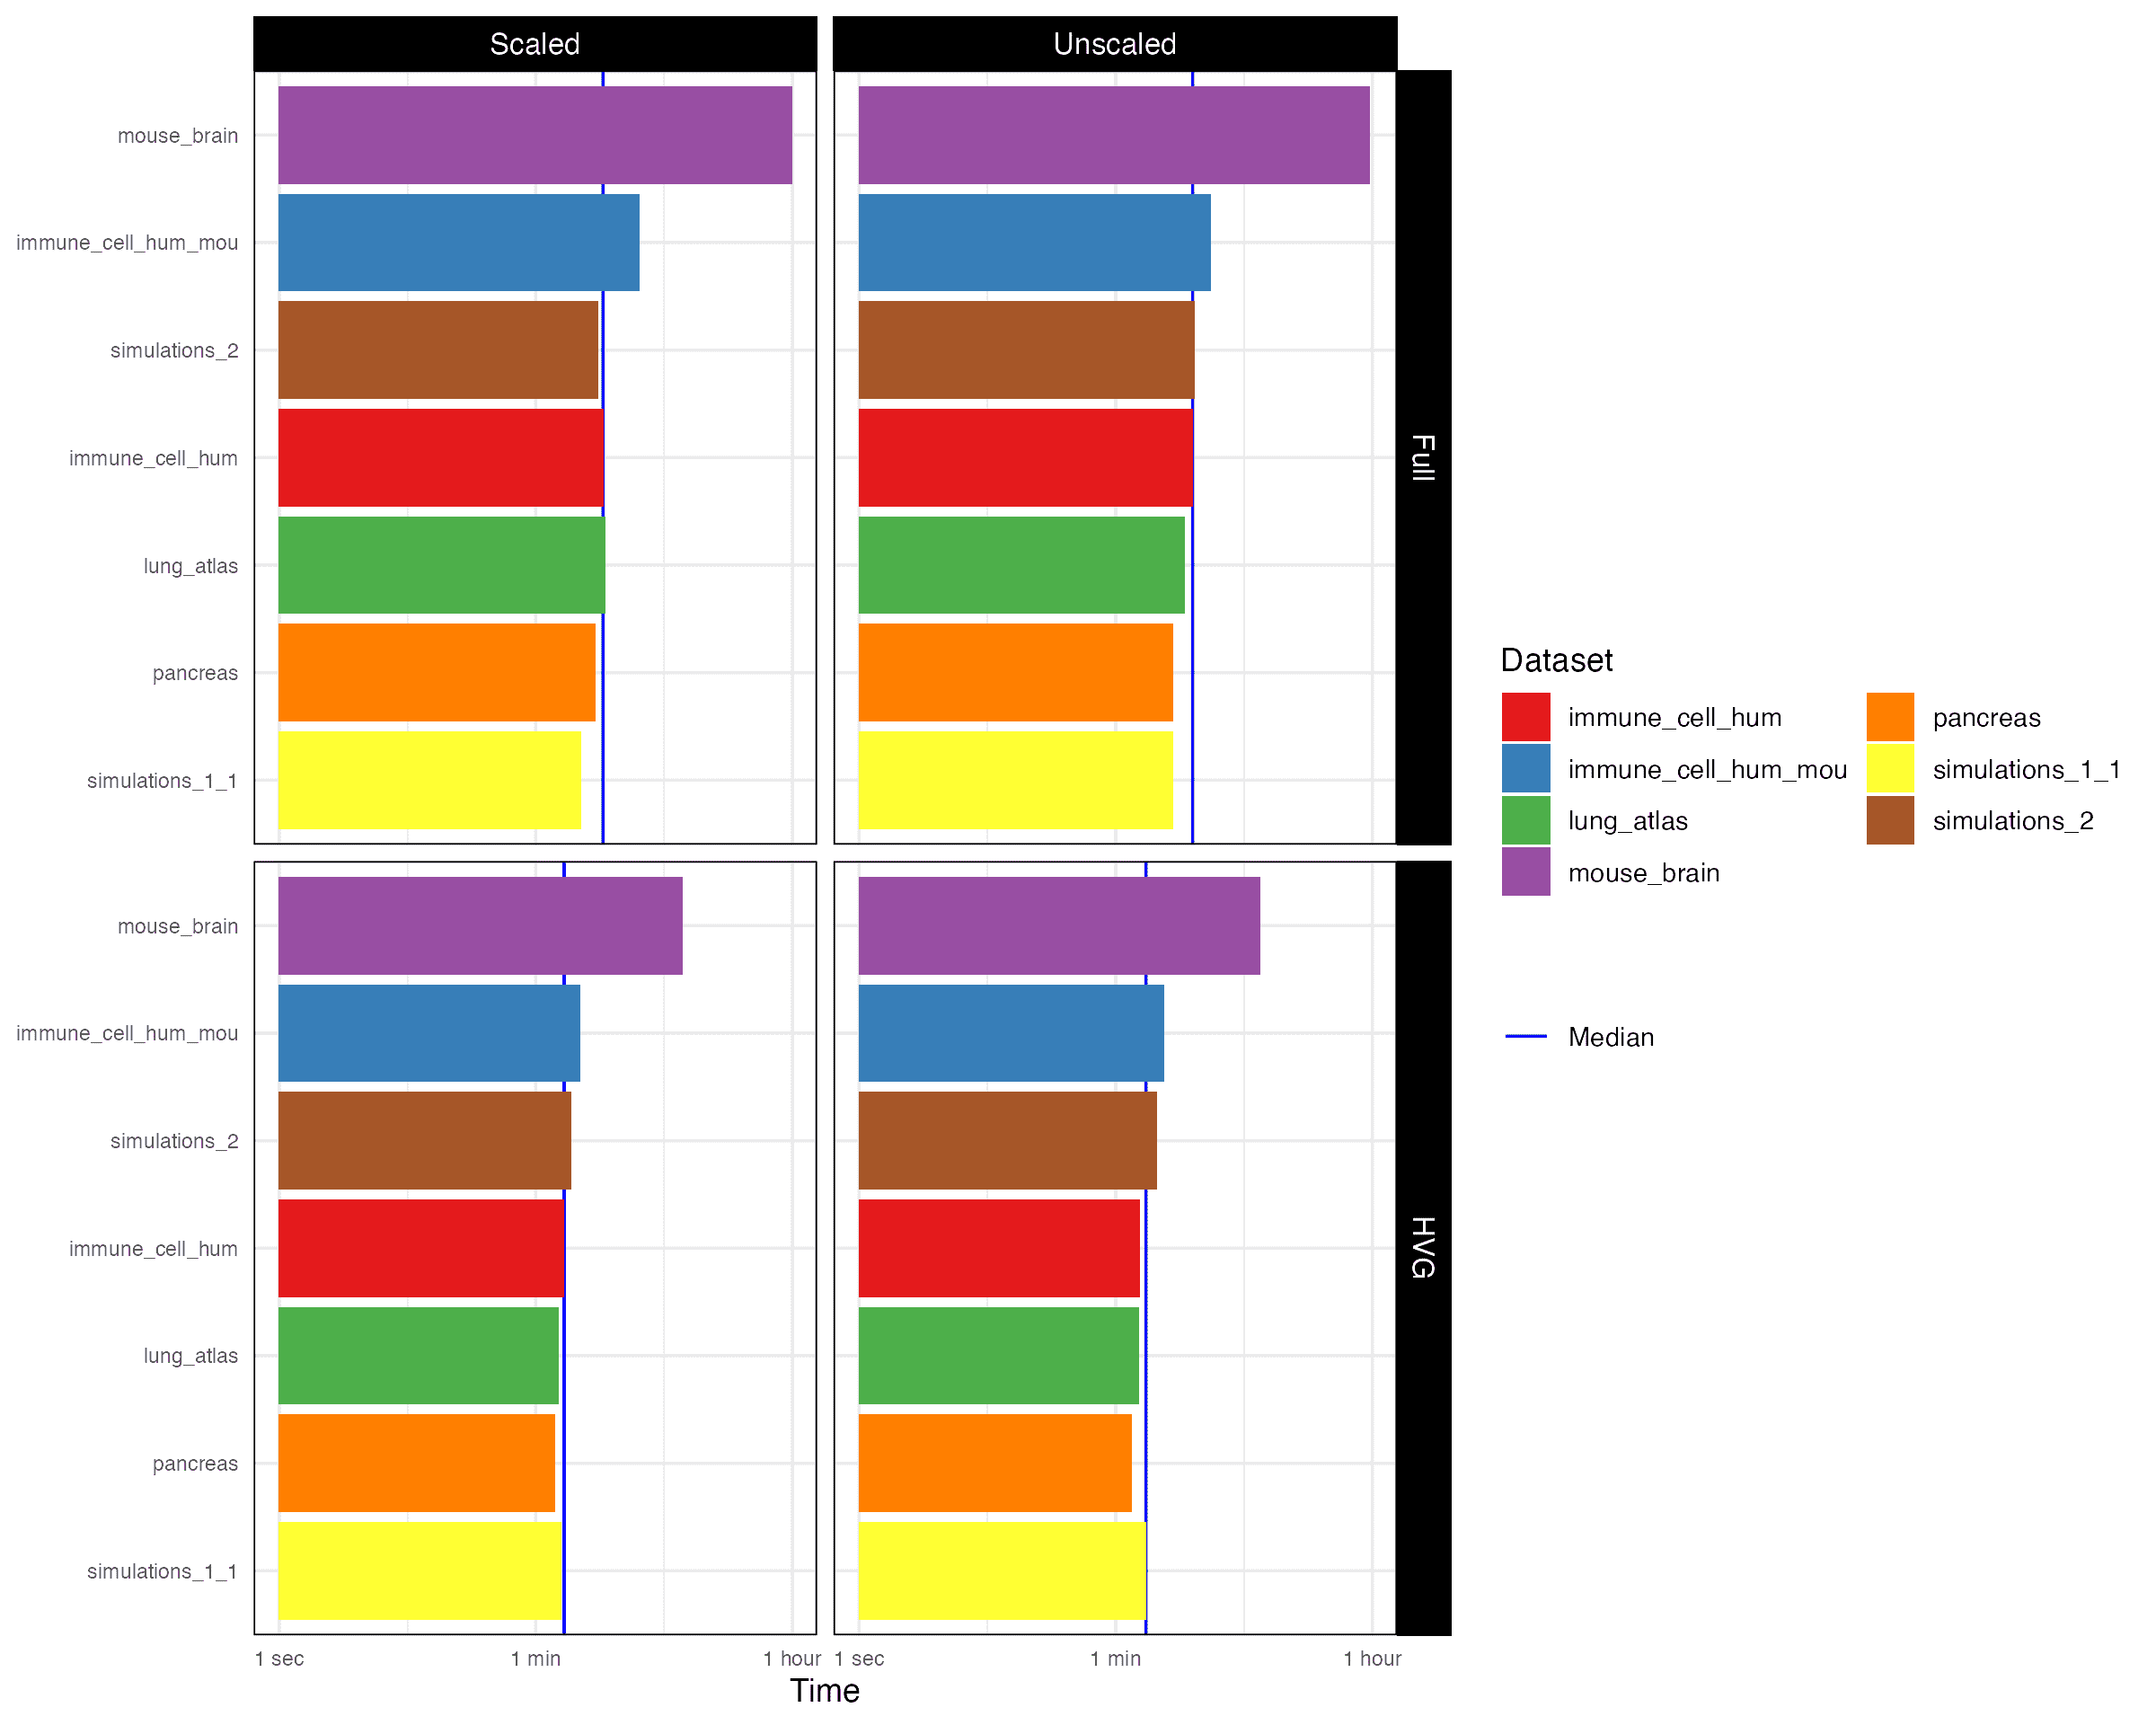 Scaled
Unscaled
mouse_brain
immune_cell_hum_mou
simulations_2
immune_cell_hum
lung_atlas
pancreas
simulations_1_1
Full
mouse_brain
immune_cell_hum_mou
simulations_2
immune_cell_hum
lung_atlas
pancreas
simulations_1_1
HVG
1 sec
1 min
1 hour
1 sec
1 min
1 hour
Time
Dataset
immune_cell_hum
immune_cell_hum_mou
lung_atlas
mouse_brain
pancreas
simulations_1_1
simulations_2
Median